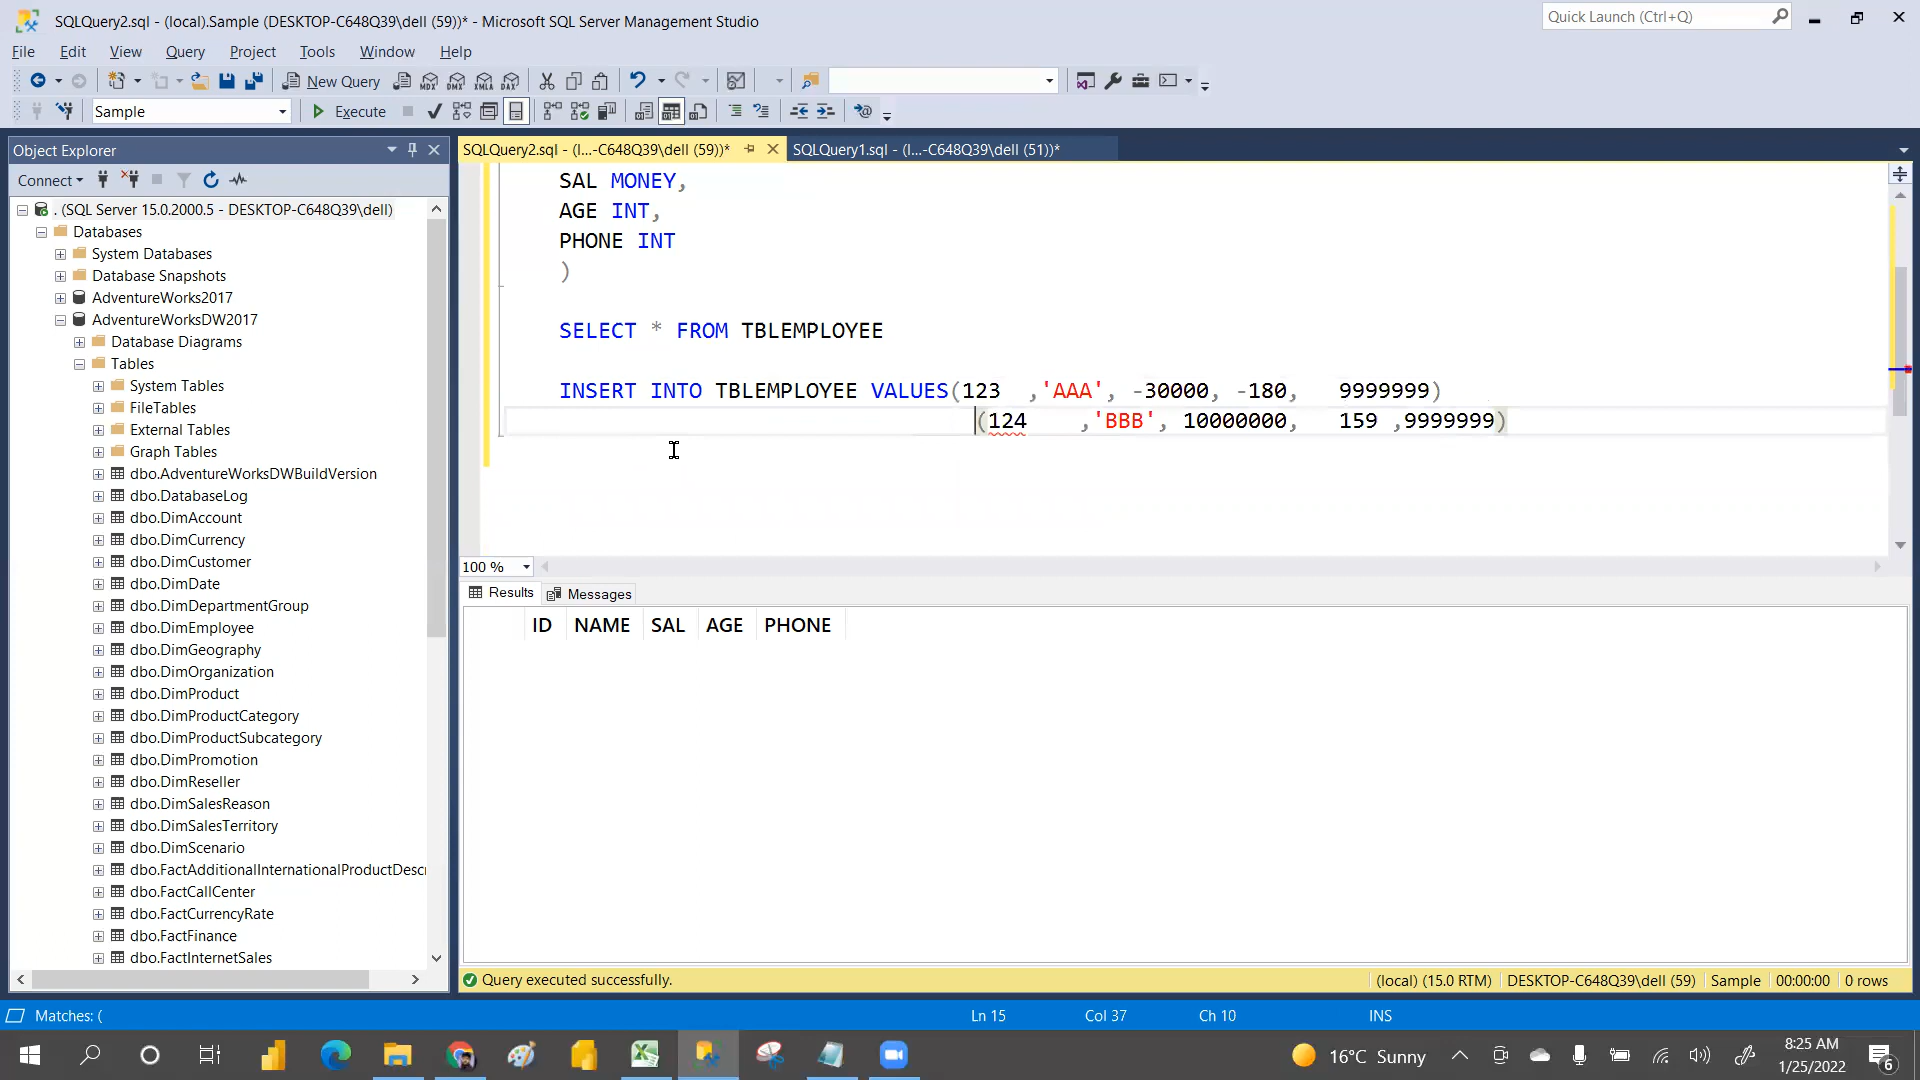 SQLQuery2.sql - (local).Sample (DESKTOP-C648Q39\dell (59))* - Microsoft SQL Server Management Studio
Quick Launch (Ctrl+Q)
File Edit View Query Project Tools Window Help
New Query
MDX DMX XMLA DAX
Sample
Execute
Object Explorer
SQLQuery2.sql - (l...-C648Q39\dell (59))*
SQLQuery1.sql - (l...-C648Q39\dell (51))*
Connect
. (SQL Server 15.0.2000.5 - DESKTOP-C648Q39\dell)
Databases
System Databases
Database Snapshots
AdventureWorks2017
AdventureWorksDW2017
Database Diagrams
Tables
System Tables
FileTables
External Tables
Graph Tables
dbo.AdventureWorksDWBuildVersion
dbo.DatabaseLog
dbo.DimAccount
dbo.DimCurrency
dbo.DimCustomer
dbo.DimDate
dbo.DimDepartmentGroup
dbo.DimEmployee
dbo.DimGeography
dbo.DimOrganization
dbo.DimProduct
dbo.DimProductCategory
dbo.DimProductSubcategory
dbo.DimPromotion
dbo.DimReseller
dbo.DimSalesReason
dbo.DimSalesTerritory
dbo.DimScenario
dbo.FactAdditionalInternationalProductDescr
dbo.FactCallCenter
dbo.FactCurrencyRate
dbo.FactFinance
dbo.FactInternetSales
SAL MONEY,
AGE INT,
PHONE INT
)
SELECT * FROM TBLEMPLOYEE
INSERT INTO TBLEMPLOYEE VALUES(123 ,'AAA', -30000, -180, 9999999)
(124 ,'BBB', 10000000, 159 ,9999999)
100 %
Results Messages
ID NAME SAL AGE PHONE
Query executed successfully.
(local) (15.0 RTM) DESKTOP-C648Q39\dell (59) Sample 00:00:00 0 rows
Matches: (
Ln 15 Col 37 Ch 10 INS
16°C Sunny
8:25 AM
1/25/2022
6